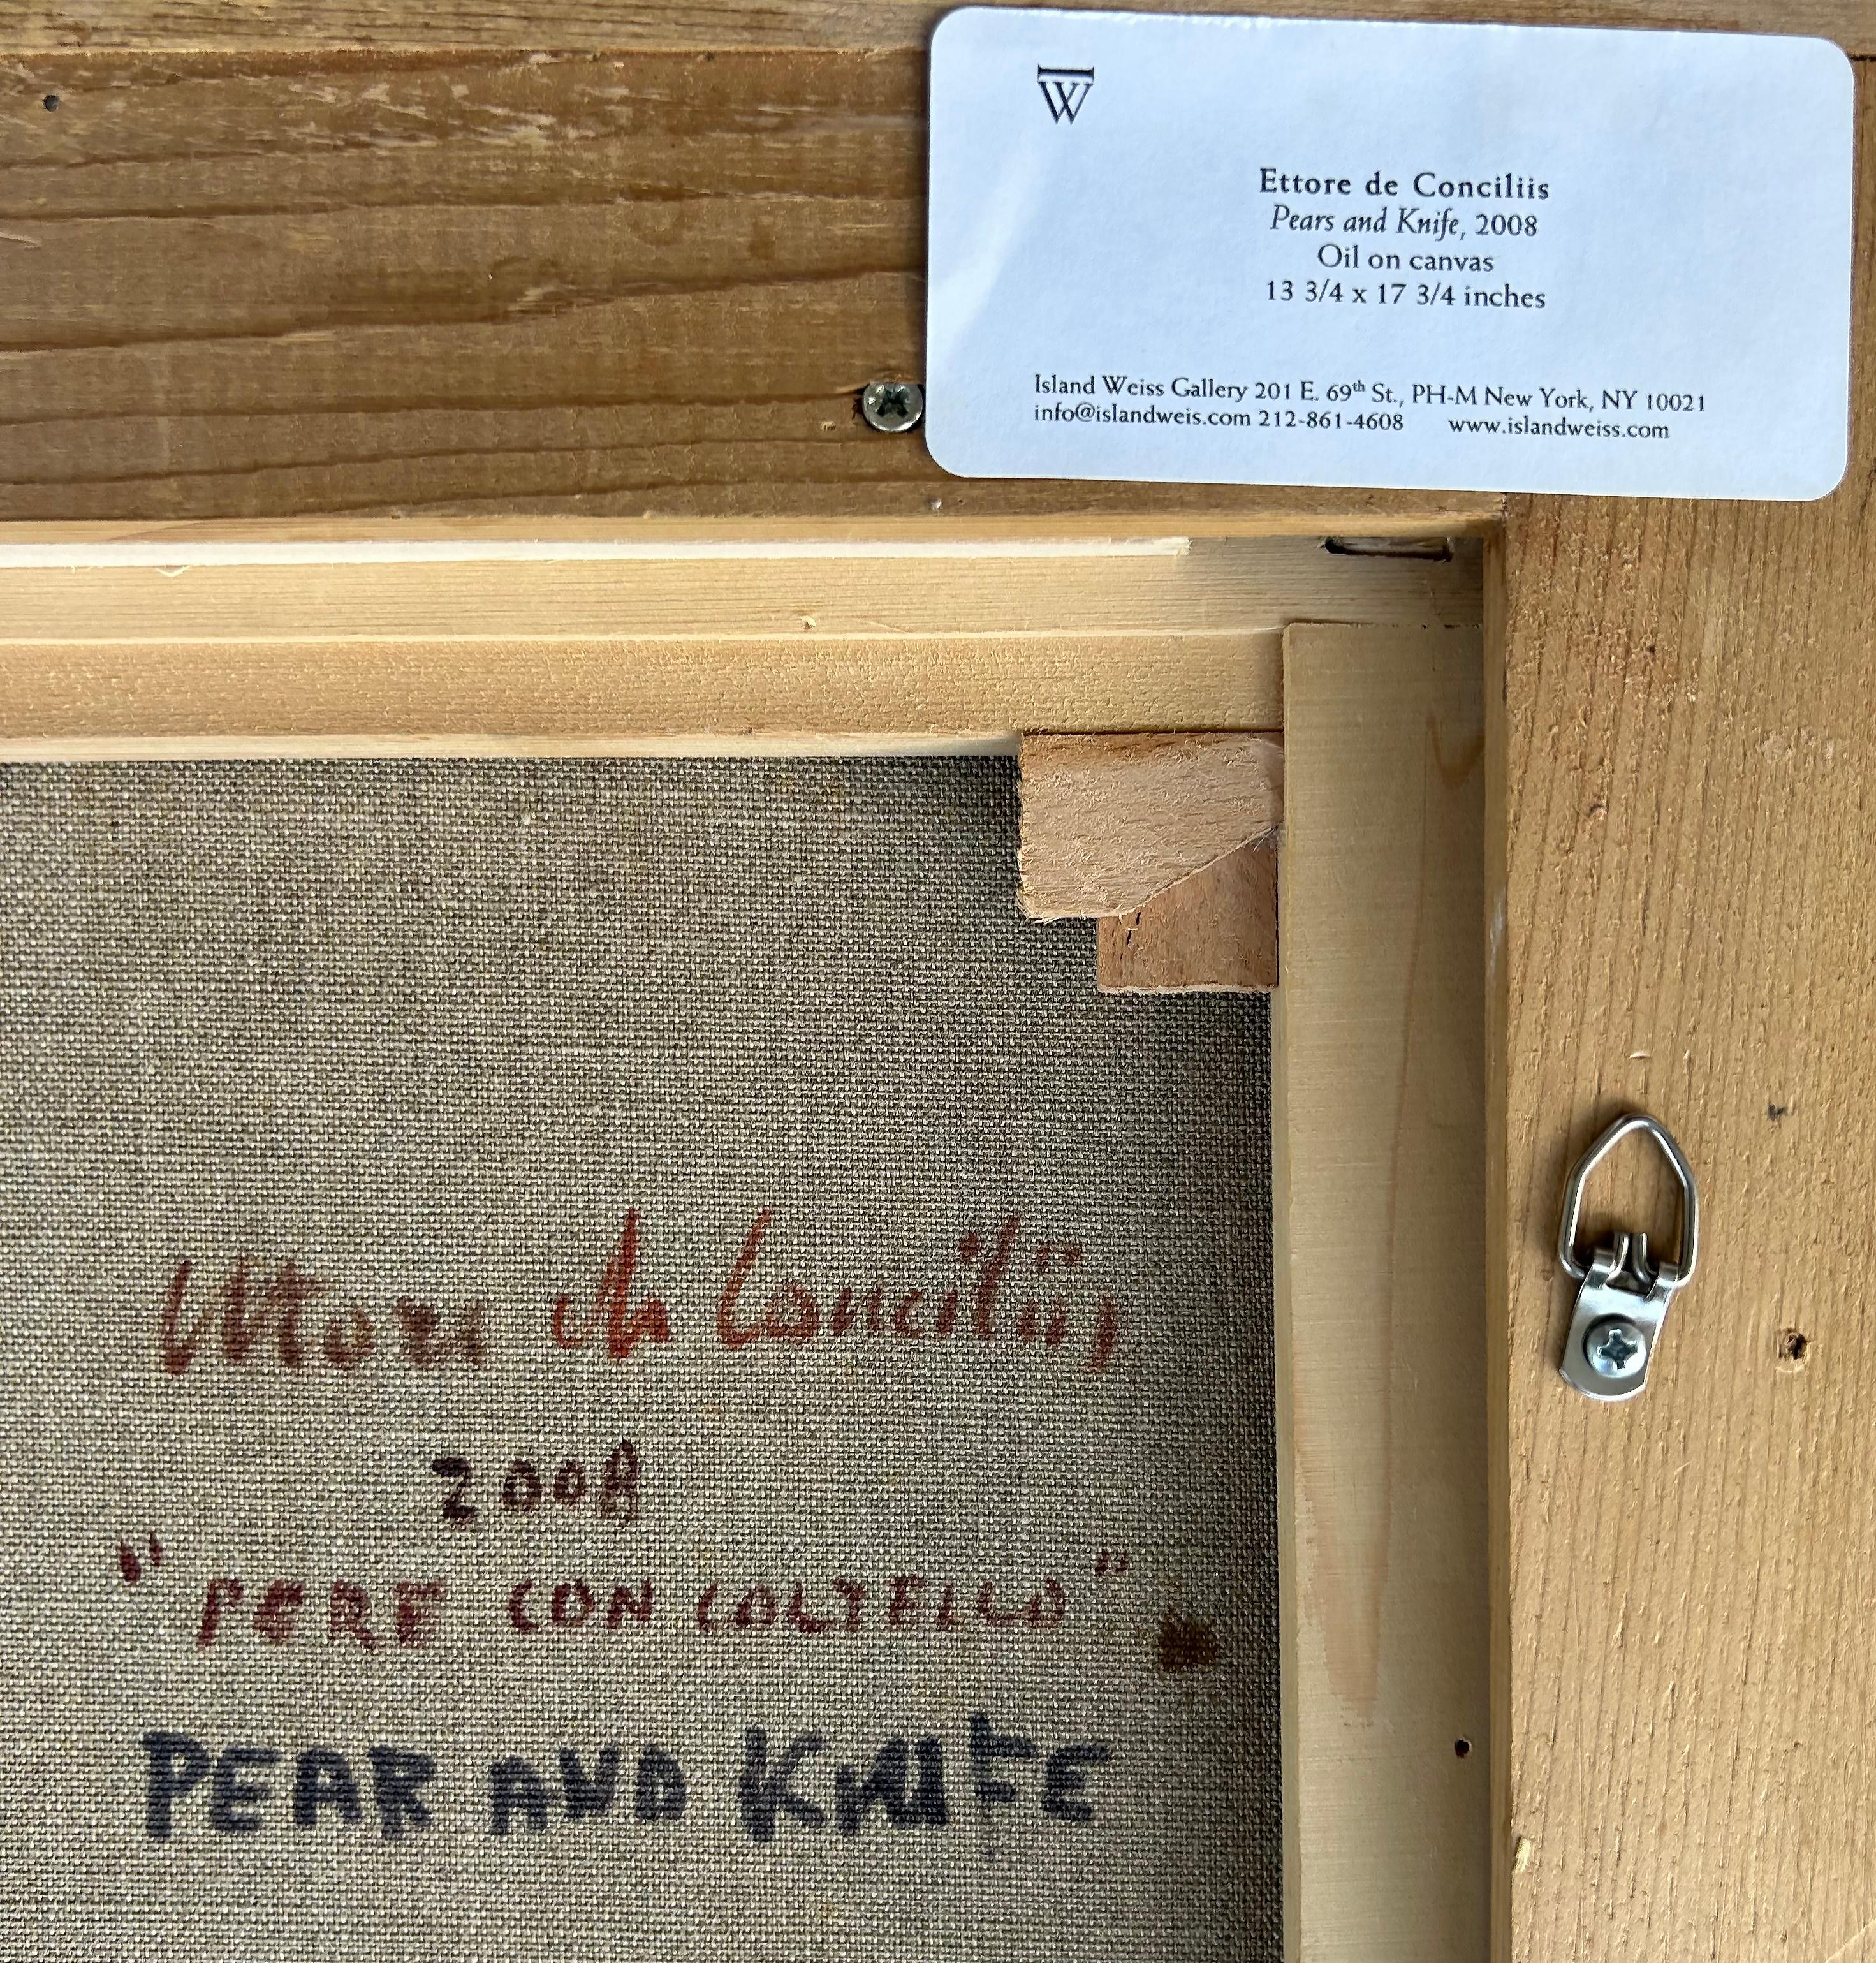 W
Ettore de Conciliis
Pears and Knife, 2008
Oil on canvas
13 3/4 x 17 3/4 inches
Island Weiss Gallery 201 E. 69th St., PH-M New York, NY 10021
info@islandweis.com 212-861-4608 www.islandweiss.com
Ettore de Conciliis
2008
"PERE CON COLTELLO"
PEAR AND KNIFE